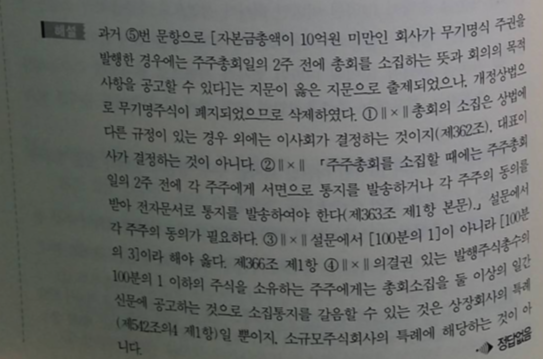 해설
과거 ⑤번 문항으로 [자본금총액이 10억원 미만인 회사가 무기명식 주권을
발행한 경우에는 주주총회일의 2주 전에 총회를 소집하는 뜻과 회의의 목적
사항을 공고할 수 있다]는 지문이 옳은 지문으로 출제되었으나, 개정상법으
로 무기명주식이 폐지되었으므로 삭제하였다. ①∥×∥총회의 소집은 상법에
다른 규정이 있는 경우 외에는 이사회가 결정하는 것이지(제362조), 대표이
사가 결정하는 것이 아니다. ②∥×∥ 「주주총회를 소집할 때에는 주주총회
일의 2주 전에 각 주주에게 서면으로 통지를 발송하거나 각 주주의 동의를
받아 전자문서로 통지를 발송하여야 한다(제363조 제1항 본문).」 설문에서
각 주주의 동의가 필요하다. ③∥×∥설문에서 [100분의 1]이 아니라 [100분
의 3]이라 해야 옳다. 제366조 제1항 ④∥×∥의결권 있는 발행주식총수의
100분의 1 이하의 주식을 소유하는 주주에게는 총회소집을 둘 이상의 일간
신문에 공고하는 것으로 소집통지를 갈음할 수 있는 것은 상장회사의 특례
(제542조의4 제1항)일 뿐이지, 소규모주식회사의 특례에 해당하는 것이 아
니다.
정답없음